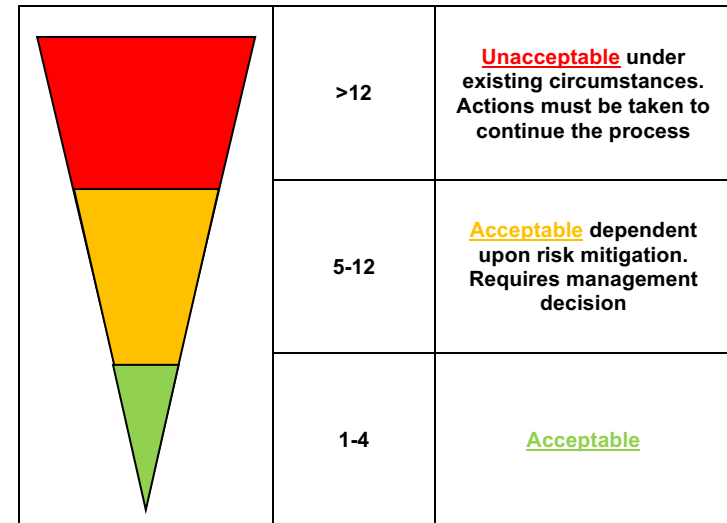 >12
Unacceptable under
existing circumstances.
Actions must be taken to
continue the process
5-12
Acceptable dependent
upon risk mitigation.
Requires management
decision
1-4
Acceptable